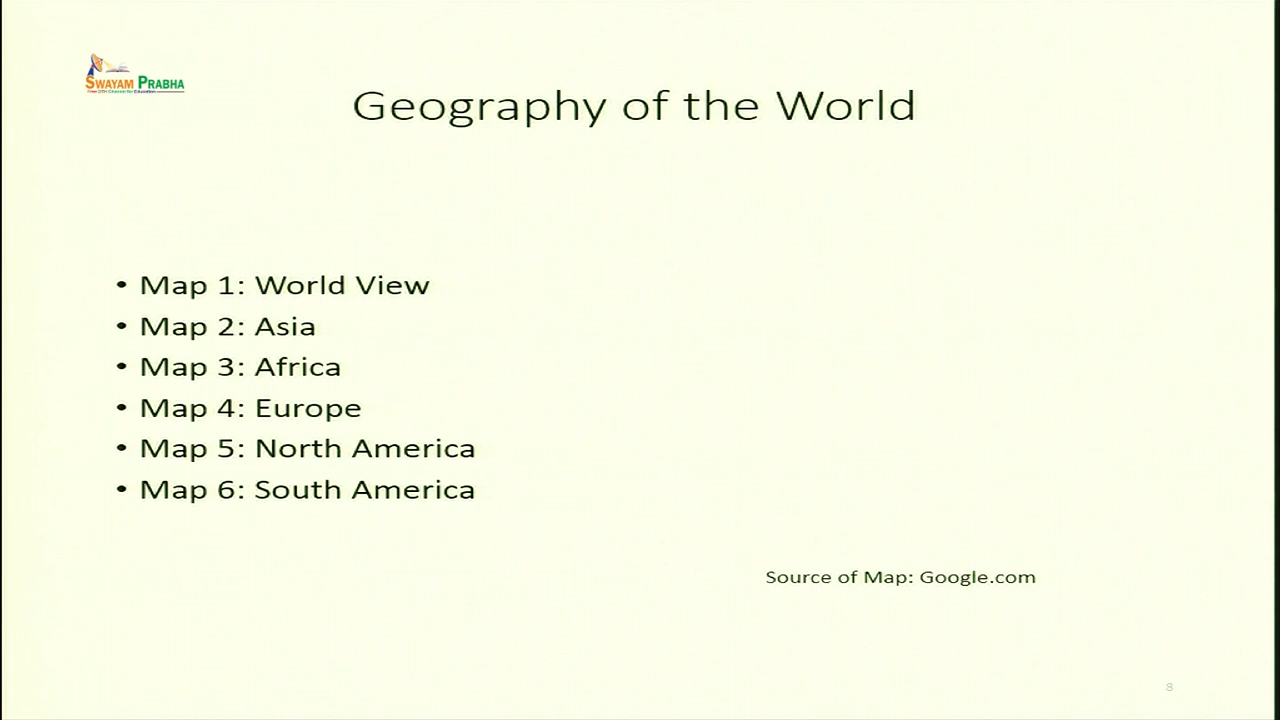 SWAYAM PRABHA
Geography of the World
• Map 1: World View
• Map 2: Asia
• Map 3: Africa
• Map 4: Europe
• Map 5: North America
• Map 6: South America
Source of Map: Google.com
8